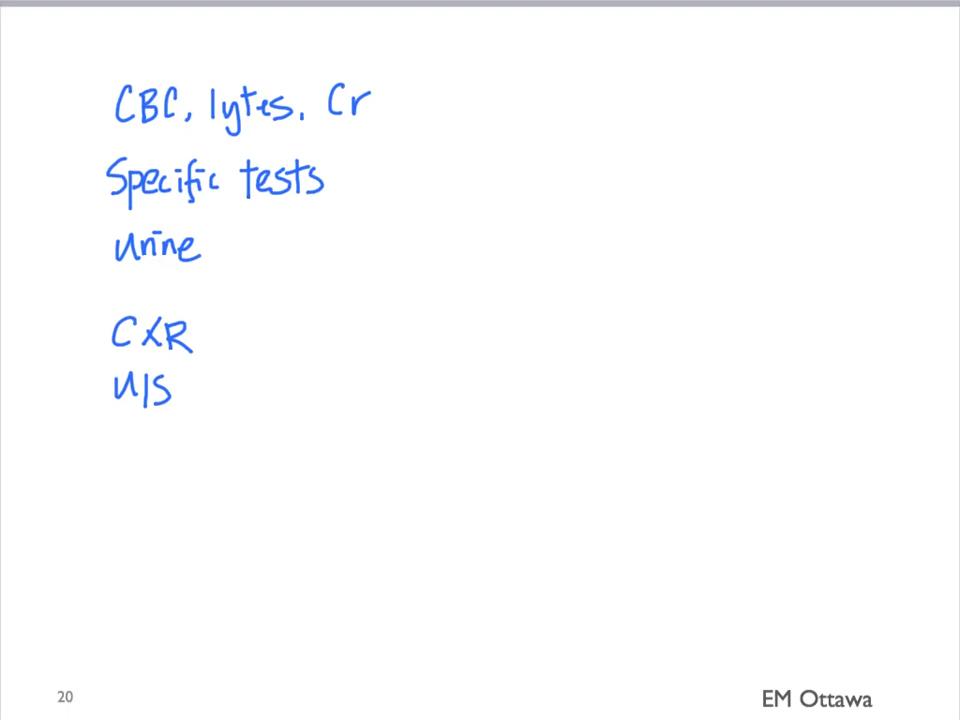 CBC, lytes, Cr
Specific tests
Urine
CXR
U/S
20
EM Ottawa